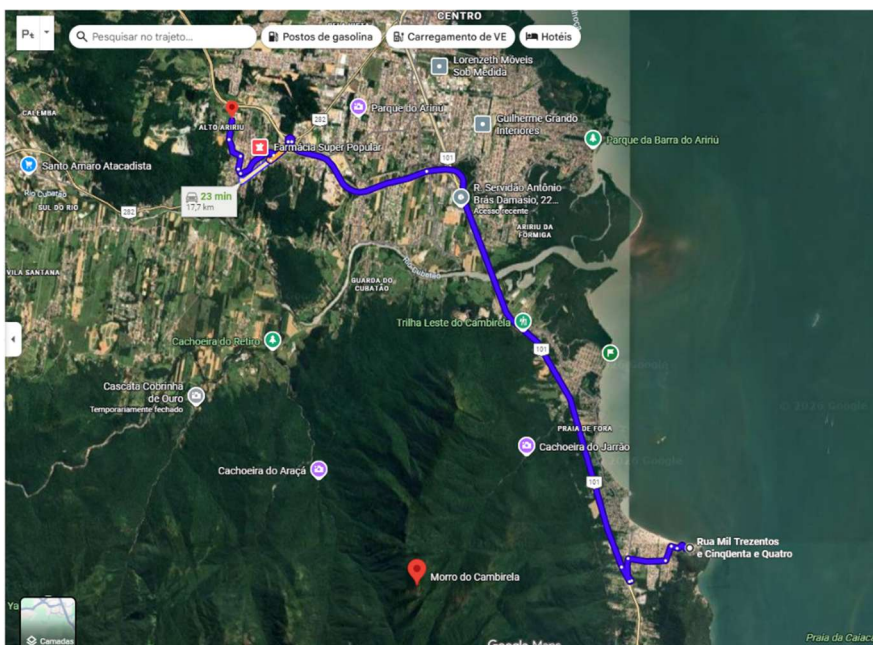 CENTRO
Pesquisar no trajeto...
Postos de gasolina
Carregamento de VE
Hotéis
Lorenzeth Móveis
Sob Medida
Parque do Aririú
282
Guilherme Grando
Interiores
ALTO ARIRIU
Farmácia Super Popular
Parque da Barra do Aririú
101
Santo Amaro Atacadista
Rio Cubatão
SUL DO RIO
282
23 min
17,7 km
R. Servidão Antônio
Brás Damasio, 22...
Acesso recente
ARIRIU DA
FORMIGA
Rio Cubatão
VILA SANTANA
GUARDA DO
CUBATÃO
Trilha Leste do Cambirela
Cachoeira do Retiro
101
Cascata Cobrinha
de Ouro
Temporariamente fechado
PRAIA DE FORA
Cachoeira do Jarrão
Cachoeira do Araçá
101
Rua Mil Trezentos
e Cinqüenta e Quatro
Morro do Cambirela
Camadas
Google Maps